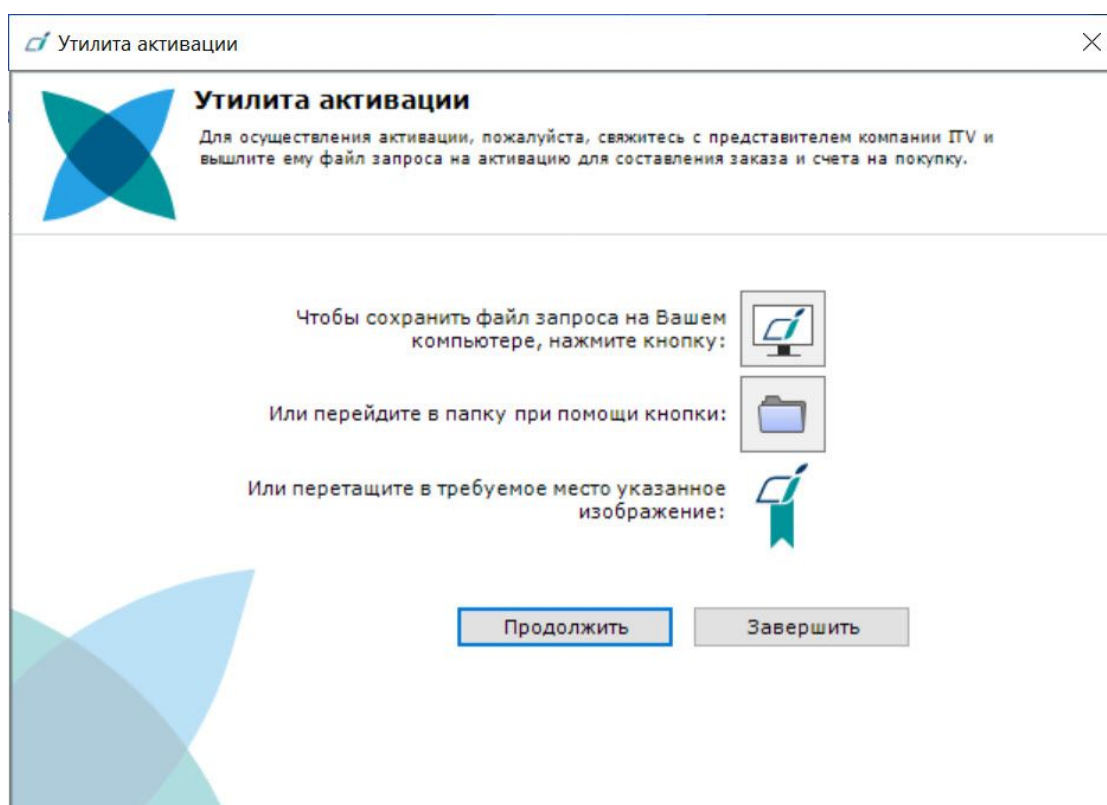 Утилита активации
Утилита активации
Для осуществления активации, пожалуйста, свяжитесь с представителем компании ITV и
вышлите ему файл запроса на активацию для составления заказа и счета на покупку.
Чтобы сохранить файл запроса на Вашем
компьютере, нажмите кнопку:
Или перейдите в папку при помощи кнопки:
Или перетащите в требуемое место указанное
изображение:
Продолжить
Завершить